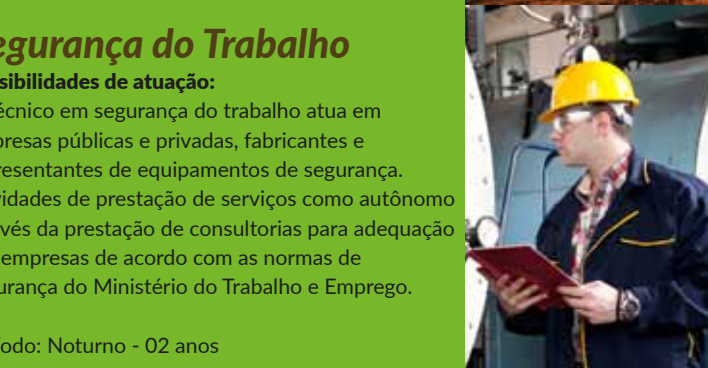 egurança do Trabalho
sibilidades de atuação:
écnico em segurança do trabalho atua em
presas públicas e privadas, fabricantes e
resentantes de equipamentos de segurança.
vidades de prestação de serviços como autônomo
vés da prestação de consultorias para adequação
empresas de acordo com as normas de
urança do Ministério do Trabalho e Emprego.
odo: Noturno - 02 anos